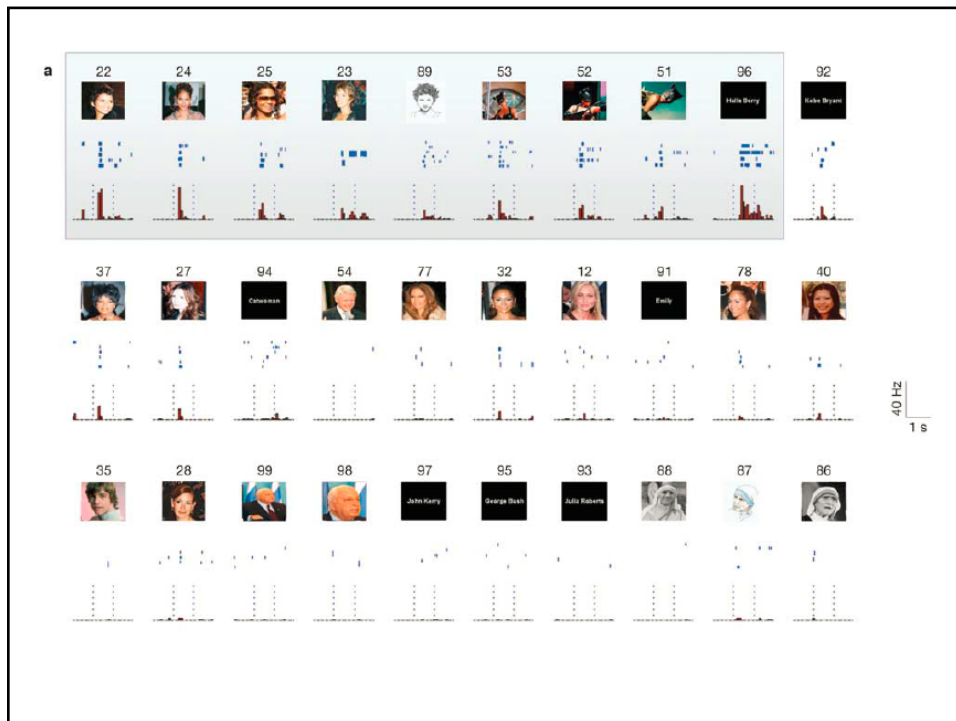 a
22 24 25 23 89 53 52 51 96 92
Halle Berry Kobe Bryant
37 27 94 54 77 32 12 91 78 40
Catwoman Emily
40 Hz
1 s
35 28 99 98 97 95 93 88 87 86
John Kerry George Bush Julia Roberts